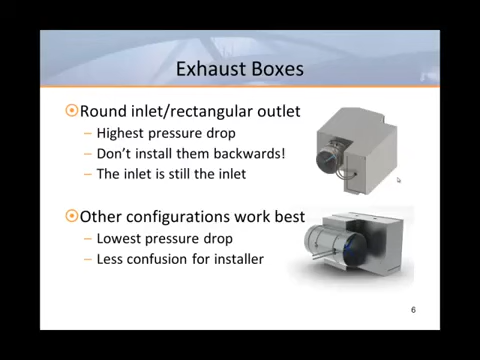 Exhaust Boxes
Round inlet/rectangular outlet
– Highest pressure drop
– Don't install them backwards!
– The inlet is still the inlet
Other configurations work best
– Lowest pressure drop
– Less confusion for installer
6